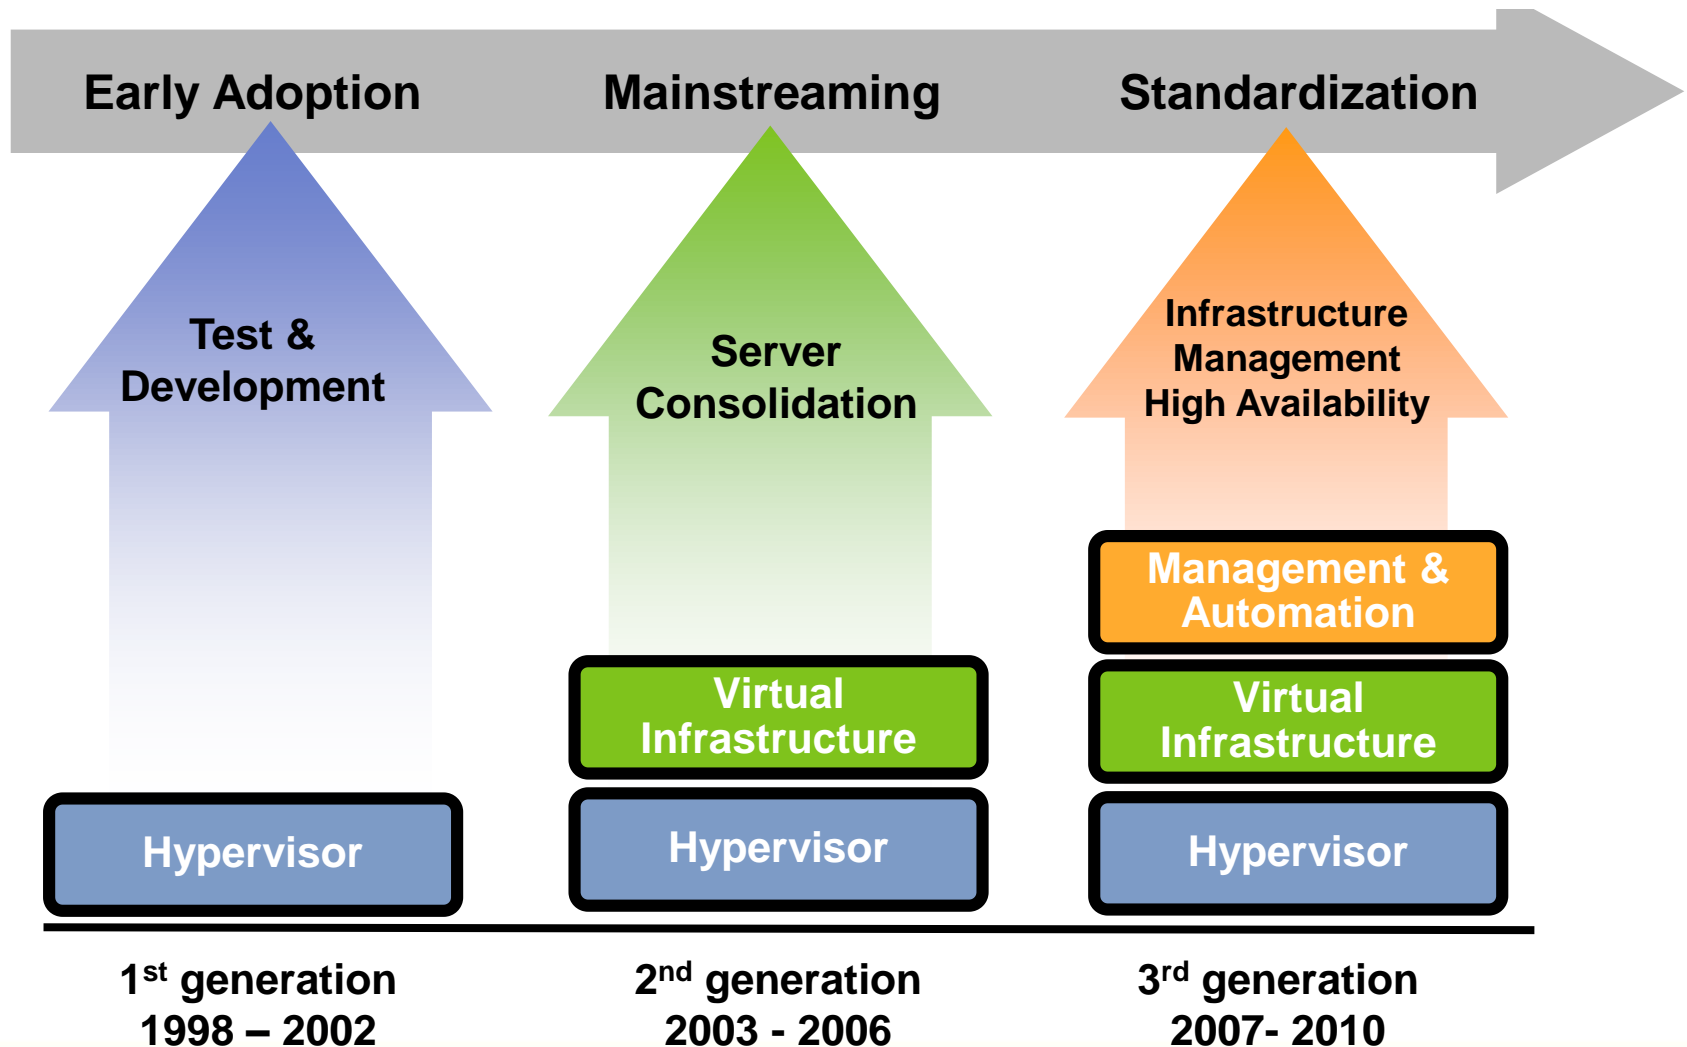 Early Adoption
Mainstreaming
Standardization
Test &
Development
Server
Consolidation
Infrastructure
Management
High Availability
Management &
Automation
Virtual
Infrastructure
Virtual
Infrastructure
Hypervisor
Hypervisor
Hypervisor
1st generation
1998 – 2002
2nd generation
2003 - 2006
3rd generation
2007- 2010